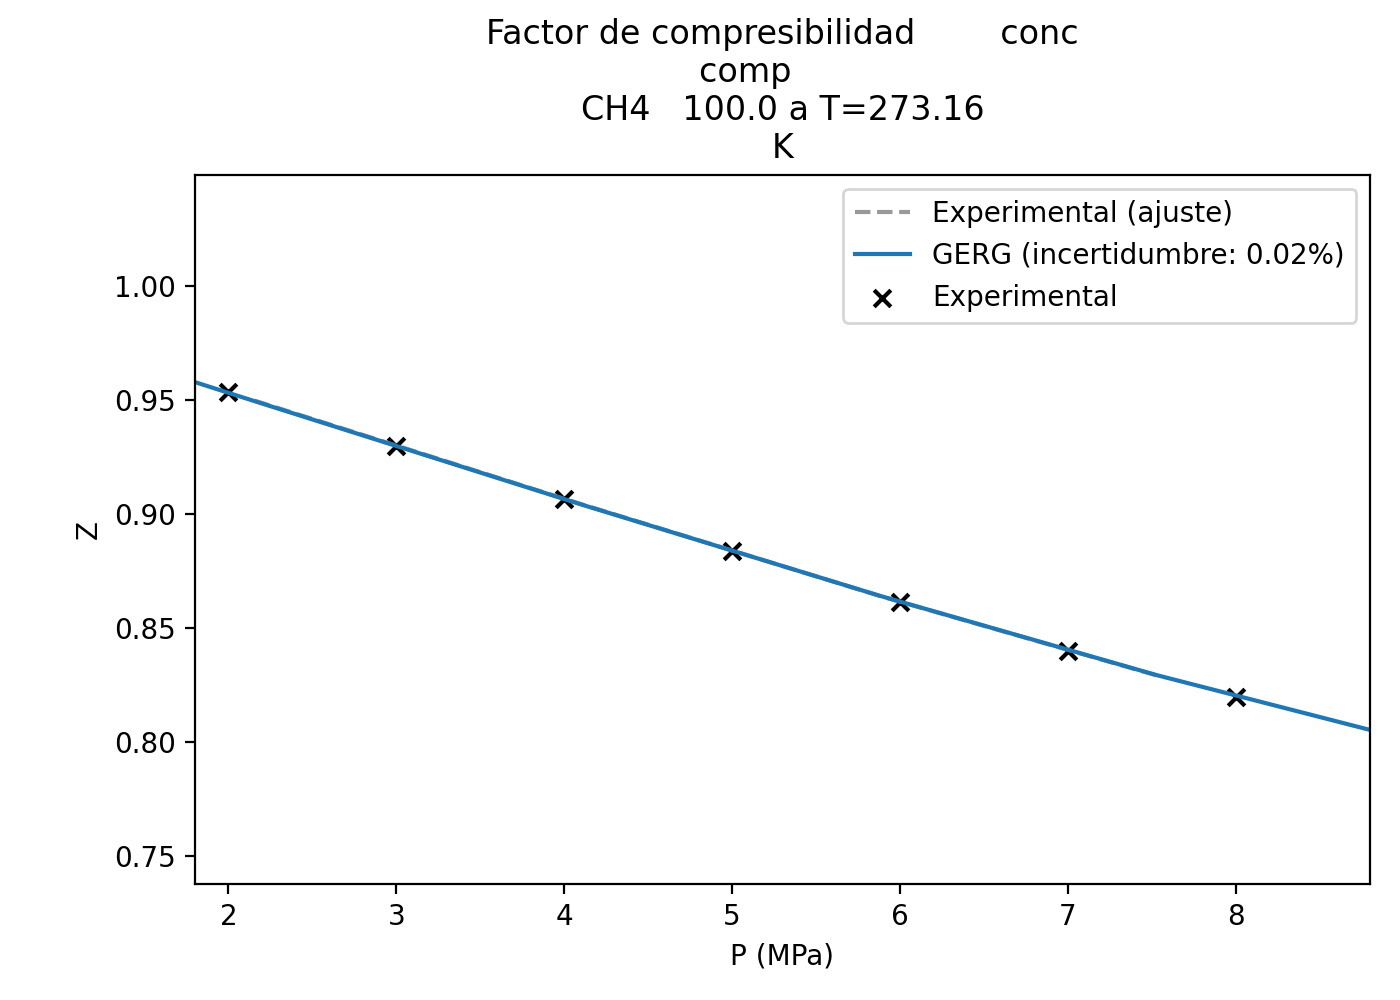 Factor de compresibilidad        conc
comp
CH4   100.0 a T=273.16
K
Experimental (ajuste)
GERG (incertidumbre: 0.02%)
Experimental
1.00
0.95
0.90
0.85
0.80
0.75
Z
2 3 4 5 6 7 8
P (MPa)